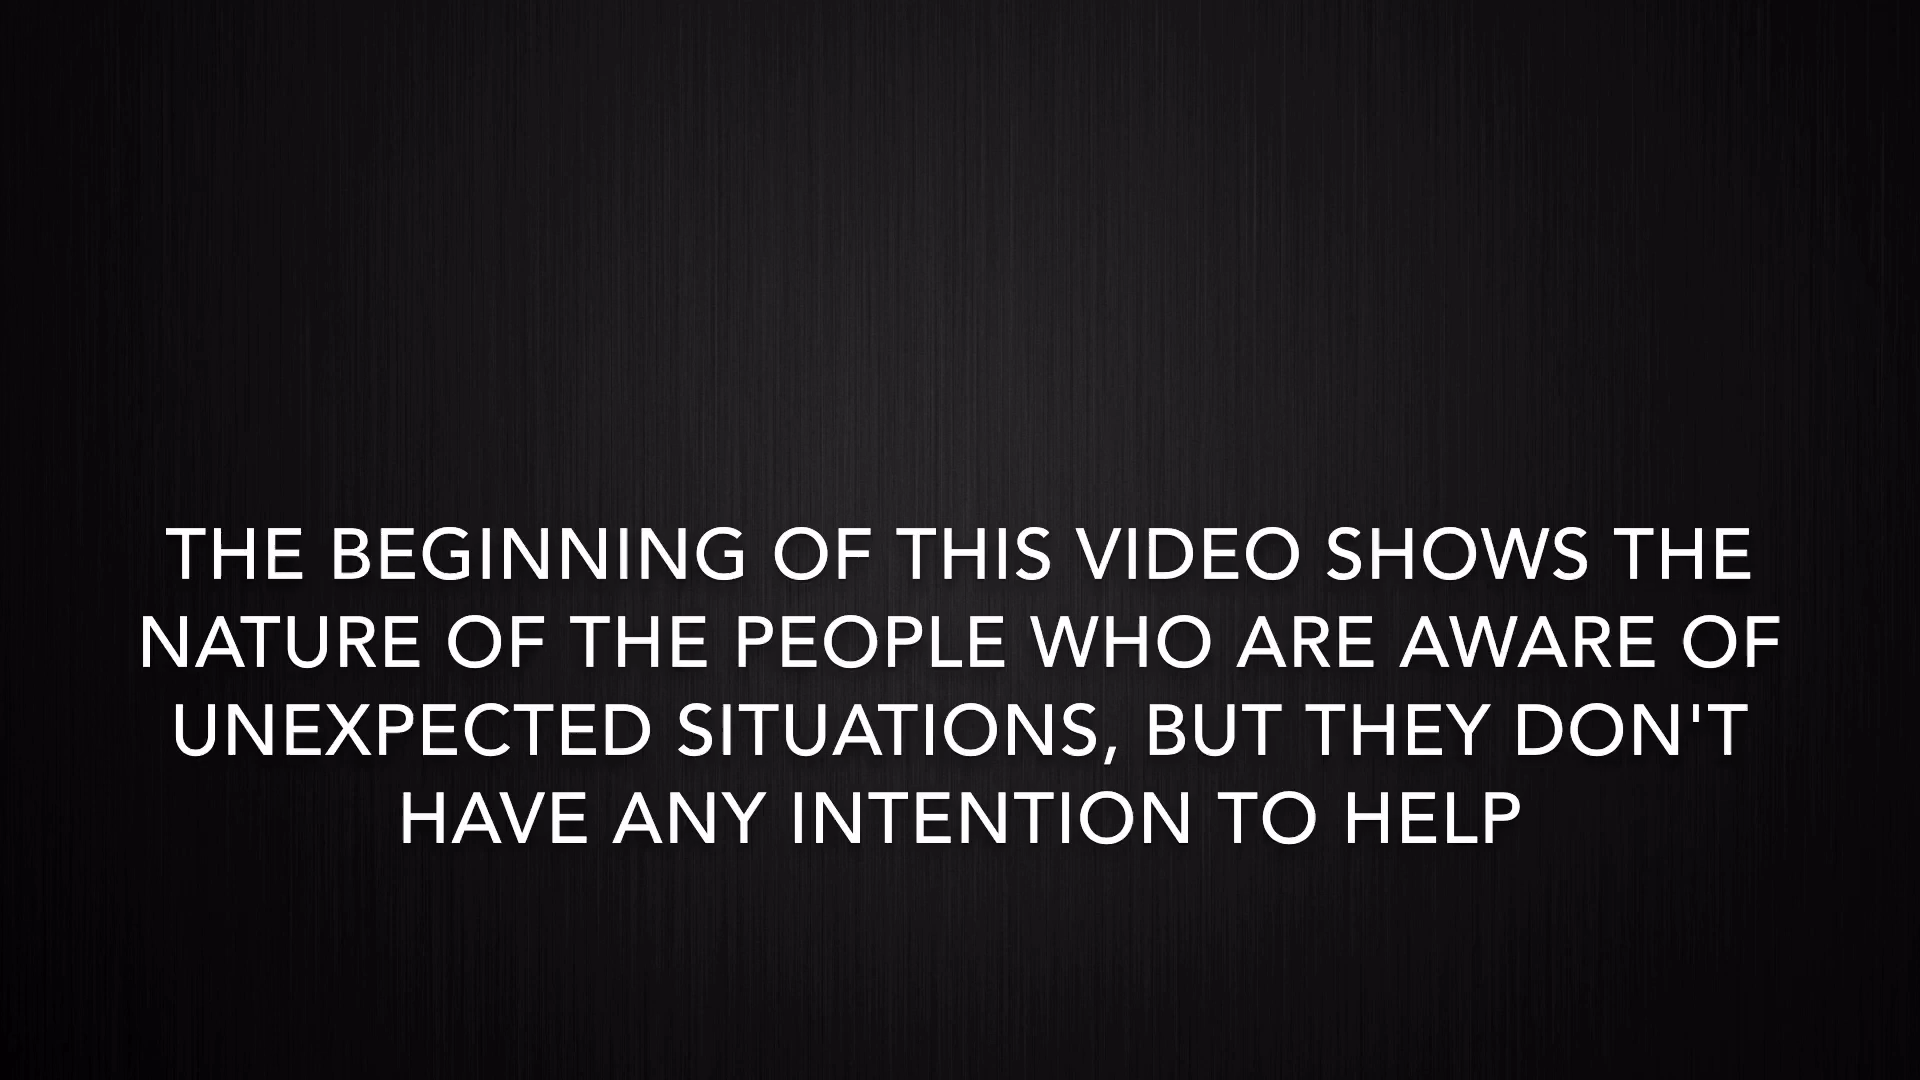 THE BEGINNING OF THIS VIDEO SHOWS THE
NATURE OF THE PEOPLE WHO ARE AWARE OF
UNEXPECTED SITUATIONS, BUT THEY DON'T
HAVE ANY INTENTION TO HELP